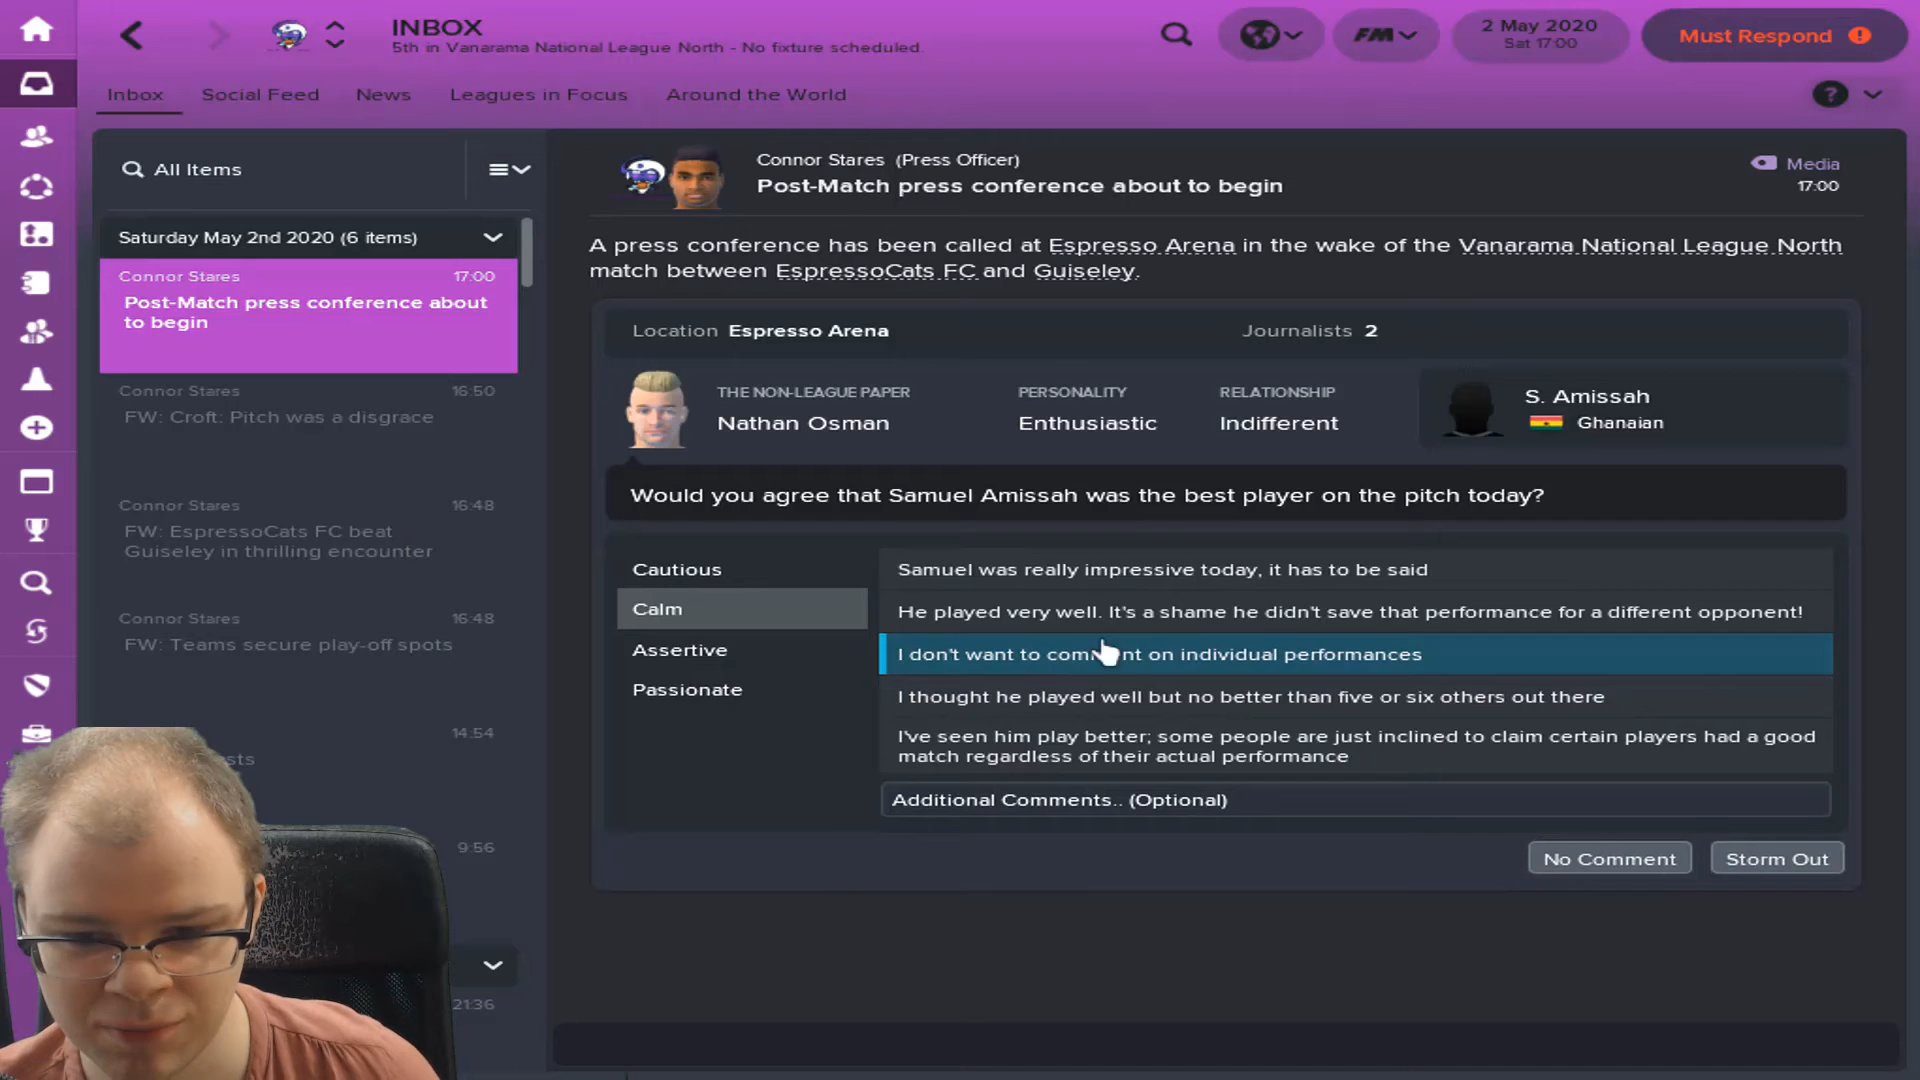 INBOX
5th in Vanarama National League North - No fixture scheduled.
FM
2 May 2020
Sat 17:00
Must Respond
Inbox
Social Feed
News
Leagues in Focus
Around the World
All Items
Saturday May 2nd 2020 (6 items)
Connor Stares 17:00
Post-Match press conference about
to begin
Connor Stares 16:50
FW: Croft: Pitch was a disgrace
Connor Stares 16:48
FW: EspressoCats FC beat
Guiseley in thrilling encounter
Connor Stares 16:48
FW: Teams secure play-off spots
14:54
9:56
21:36
Connor Stares (Press Officer)
Post-Match press conference about to begin
Media
17:00
A press conference has been called at Espresso Arena in the wake of the Vanarama National League North
match between EspressoCats FC and Guiseley.
Location Espresso Arena
Journalists 2
THE NON-LEAGUE PAPER
Nathan Osman
PERSONALITY
Enthusiastic
RELATIONSHIP
Indifferent
S. Amissah
Ghanaian
Would you agree that Samuel Amissah was the best player on the pitch today?
Cautious
Calm
Assertive
Passionate
Samuel was really impressive today, it has to be said
He played very well. It's a shame he didn't save that performance for a different opponent!
I don't want to comment on individual performances
I thought he played well but no better than five or six others out there
I've seen him play better; some people are just inclined to claim certain players had a good
match regardless of their actual performance
Additional Comments.. (Optional)
No Comment
Storm Out